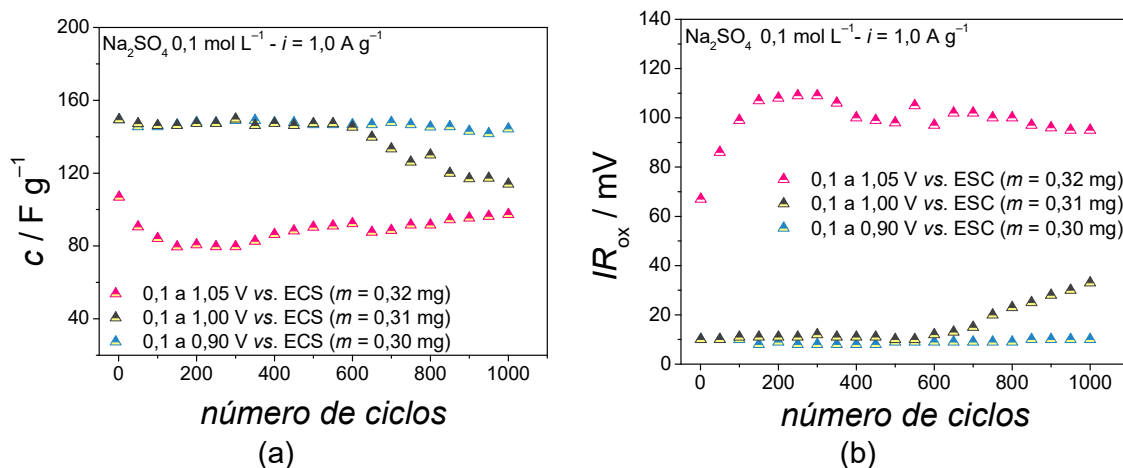 Na₂SO₄ 0,1 mol L⁻¹ - i = 1,0 A g⁻¹
c / F g⁻¹
200
160
120
80
40
0,1 a 1,05 V vs. ECS (m = 0,32 mg)
0,1 a 1,00 V vs. ECS (m = 0,31 mg)
0,1 a 0,90 V vs. ECS (m = 0,30 mg)
0 200 400 600 800 1000
número de ciclos
(a)
Na₂SO₄ 0,1 mol L⁻¹- i = 1,0 A g⁻¹
IRox / mV
140
120
100
80
60
40
20
0
0,1 a 1,05 V vs. ESC (m = 0,32 mg)
0,1 a 1,00 V vs. ESC (m = 0,31 mg)
0,1 a 0,90 V vs. ESC (m = 0,30 mg)
0 200 400 600 800 1000
número de ciclos
(b)